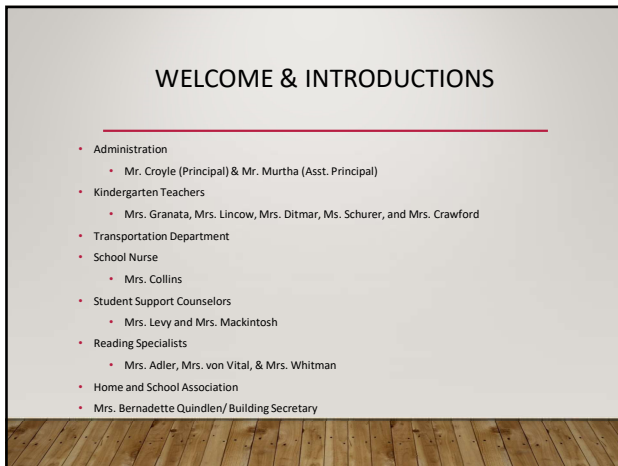 WELCOME & INTRODUCTIONS
• Administration
• Mr. Croyle (Principal) & Mr. Murtha (Asst. Principal)
• Kindergarten Teachers
• Mrs. Granata, Mrs. Lincow, Mrs. Ditmar, Ms. Schurer, and Mrs. Crawford
• Transportation Department
• School Nurse
• Mrs. Collins
• Student Support Counselors
• Mrs. Levy and Mrs. Mackintosh
• Reading Specialists
• Mrs. Adler, Mrs. von Vital, & Mrs. Whitman
• Home and School Association
• Mrs. Bernadette Quindlen/ Building Secretary